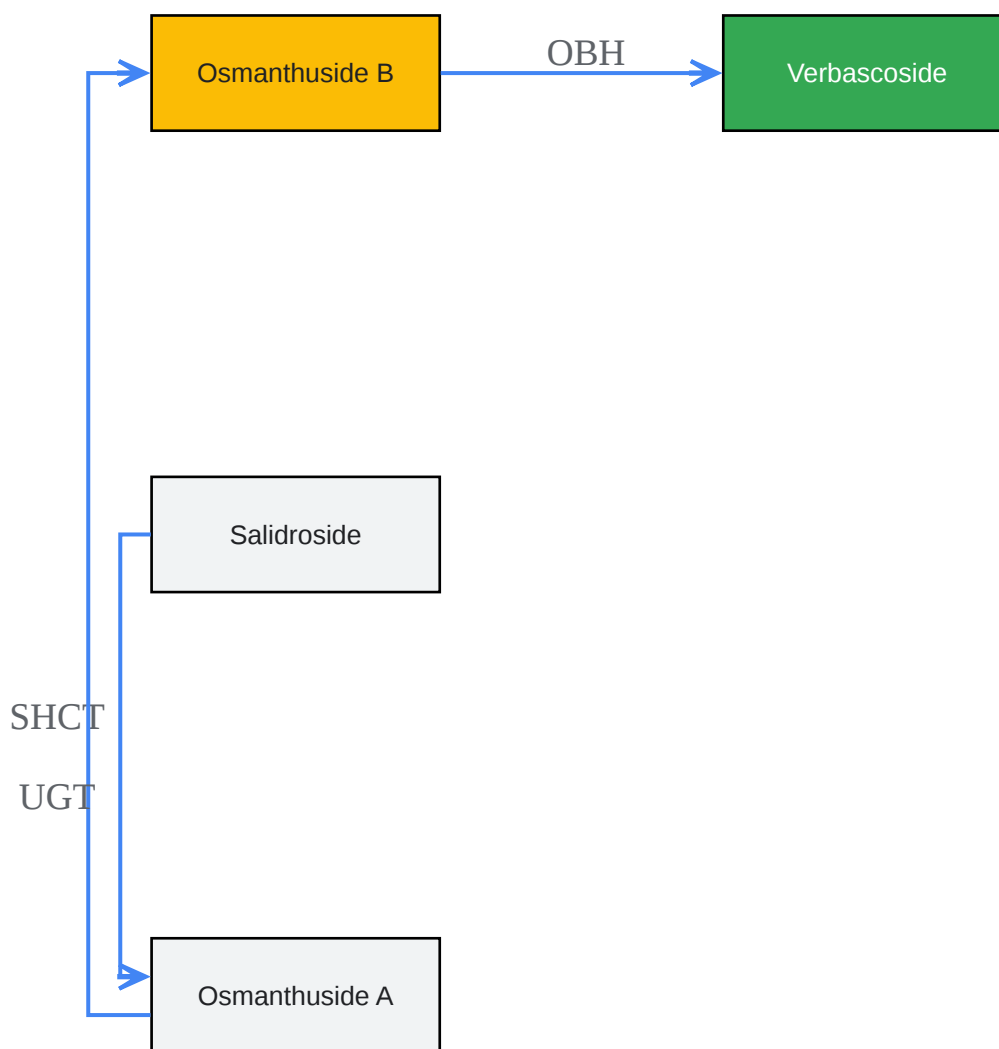 OBH
Osmanthuside B
Verbascoside
Salidroside
SHCT
UGT
Osmanthuside A